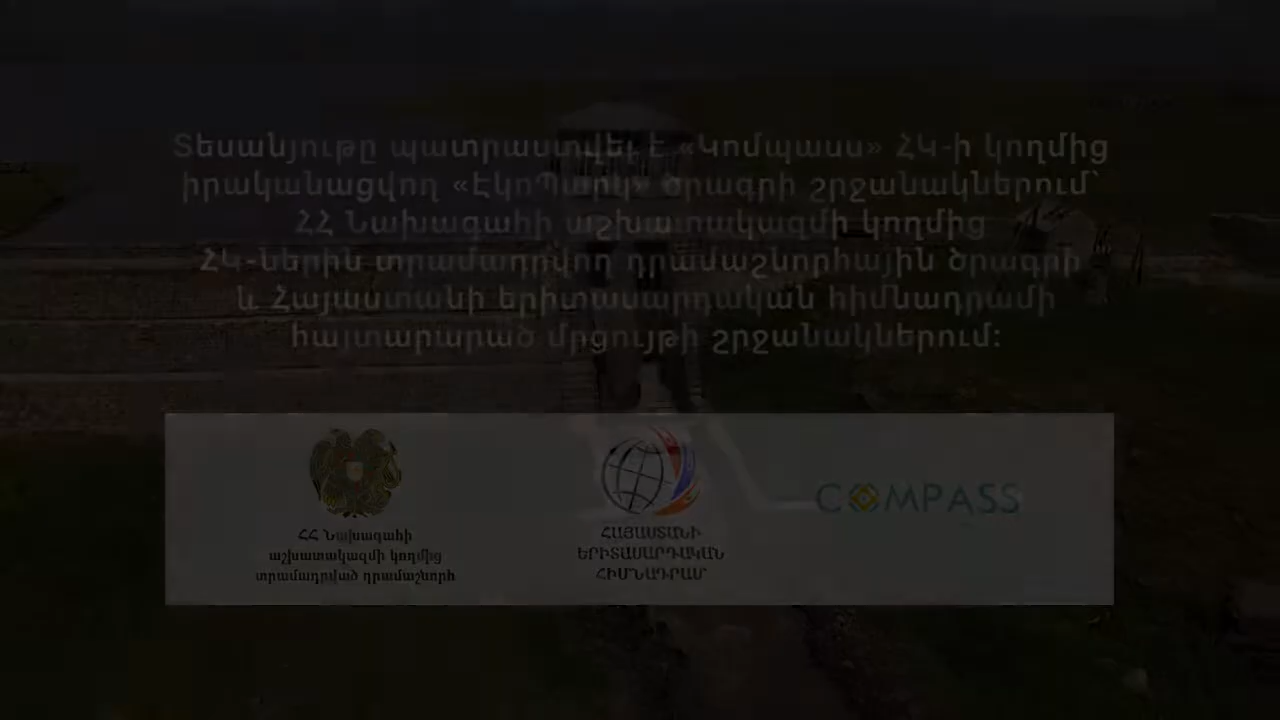 Տեսանյութը պատրաստվել է «Կոմպասս» ՀԿ-ի կողմից
իրականացվող «ԷկոՊարկ» ծրագրի շրջանակներում՝
ՀՀ Նախագահի աշխատակազմի կողմից
ՀԿ-ներին տրամադրվող դրամաշնորհային ծրագրի
և Հայաստանի երիտասարդական հիմնադրամի
հայտարարած մրցույթի շրջանակներում:
ՀՀ Նախագահի
աշխատակազմի կողմից
տրամադրված դրամաշնորհ
ՀԱՅԱՍՏԱՆԻ
ԵՐԻՏԱՍԱՐԴԱԿԱՆ
ՀԻՄՆԱԴՐԱՄ
COMPASS